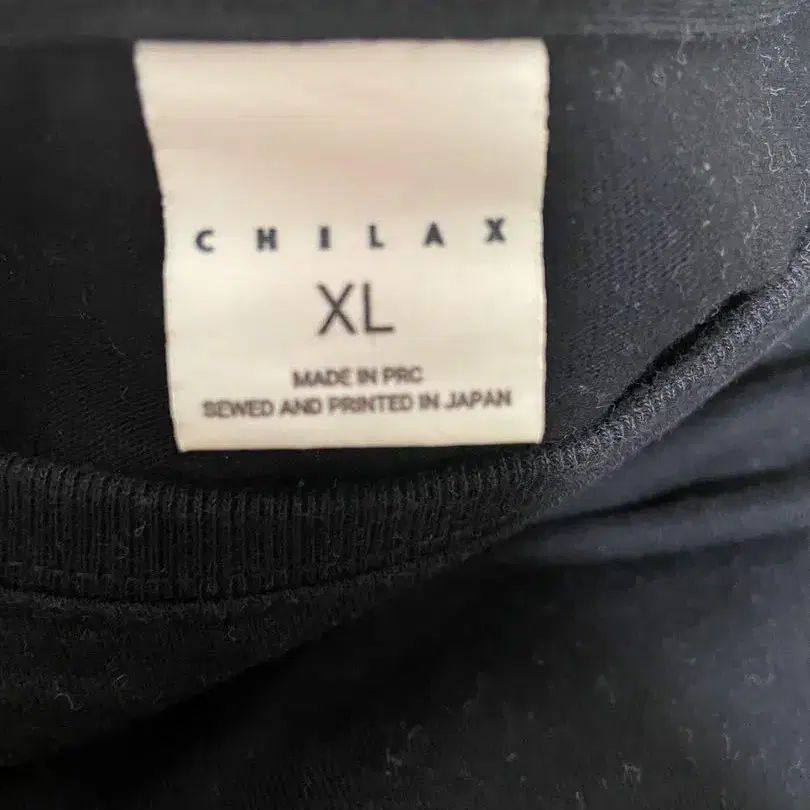 CHILAX
XL
MADE IN PRC
SEWED AND PRINTED IN JAPAN